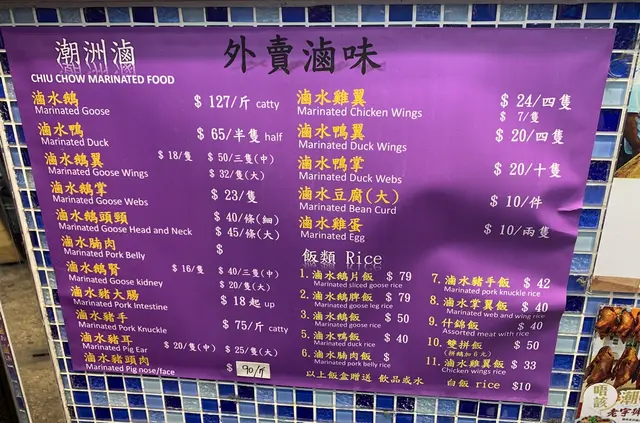 潮洲滷 外賣滷味
CHIU CHOW MARINATED FOOD
滷水鵝 $ 127/斤 catty
Marinated Goose
滷水鴨 $ 65/半隻 half
Marinated Duck
滷水鵝翼 $ 18/隻 $ 50/三隻(中)
Marinated Goose Wings $ 32/隻(大)
滷水鵝掌 $ 23/隻
Marinated Goose Webs
滷水鵝頭頸 $ 40/條(細)
Marinated Goose Head and Neck $ 45/條(大)
滷水腩肉 $
Marinated Pork Belly
滷水鵝腎 $ 16/隻 $ 40/三隻(中)
Marinated Goose kidney $ 20/隻(大)
滷水豬大腸 $ 18起 up
Marinated Pork Intestine
滷水豬手 $ 75/斤 catty
Marinated Pork Knuckle
滷水豬耳 $ 20/隻(中) $ 25/隻(大)
Marinated Pig Ear
滷水豬頭肉 $ 90/斤
Marinated Pig nose/face
滷水雞翼 $ 24/四隻
Marinated Chicken Wings $ 7/隻
滷水鴨翼 $ 20/四隻
Marinated Duck Wings
滷水鴨掌 $ 20/十隻
Marinated Duck Webs
滷水豆腐(大) $ 10/件
Marinated Bean Curd
滷水雞蛋 $ 10/兩隻
Marinated Egg
飯類 Rice
1. 滷水鵝片飯 $ 79
Marinated sliced goose rice
2. 滷水鵝髀飯 $ 79
Marinated goose leg rice
3. 滷水鵝飯 $ 50
Marinated goose rice
5. 滷水鴨飯 $ 40
Marinated duck rice
6. 滷水腩肉飯 $
Marinated pork belly rice
7. 滷水豬手飯 $ 42
Marinated pork knuckle rice
8. 滷水掌翼飯 $ 40
Marinated web and wing rice
9. 什錦飯 $ 40
Assorted meat with rice
10. 雙拼飯 $ 50
(拼鵝加6元)
11. 滷水雞翼飯 $ 33
Chicken wings rice
以上飯盒贈送 飲品或水 白飯 rice $10
潮
老字號